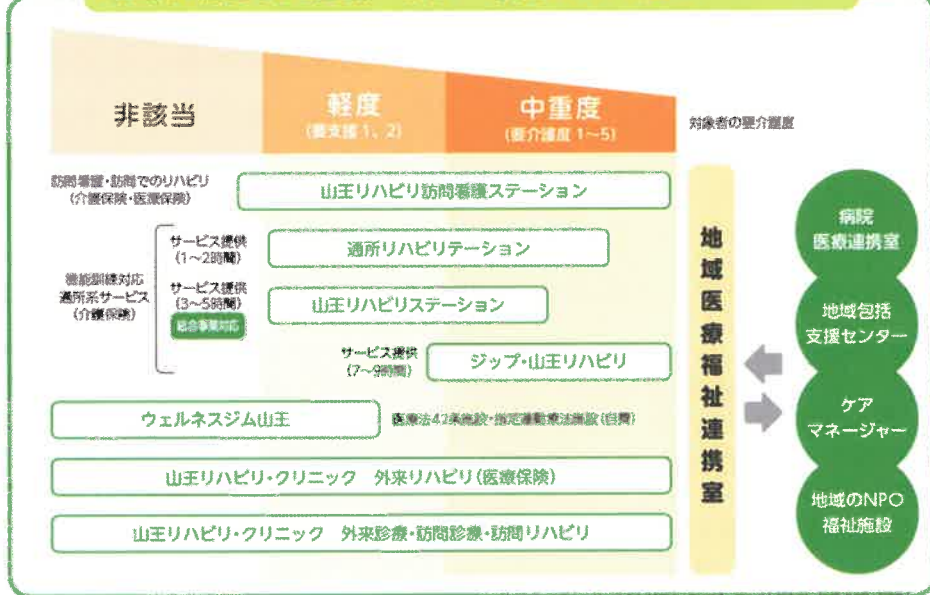 非該当
軽度
(要支援1、2)
中重度
(要介護度1～5)
対象者の要介護度
訪問看護・訪問でのリハビリ
(介護保険・医療保険)
山王リハビリ訪問看護ステーション
機能訓練対応
通所系サービス
(介護保険)
サービス提供
(1～2時間)
通所リハビリテーション
サービス提供
(3～5時間)
総合事業対応
山王リハビリステーション
サービス提供
(7～9時間)
ジップ・山王リハビリ
ウェルネスジム山王
医療法42条施設・指定運動療法施設(自費)
山王リハビリ・クリニック 外来リハビリ(医療保険)
山王リハビリ・クリニック 外来診療・訪問診療・訪問リハビリ
地域医療福祉連携室
病院
医療連携室
地域包括
支援センター
ケア
マネージャー
地域のNPO
福祉施設